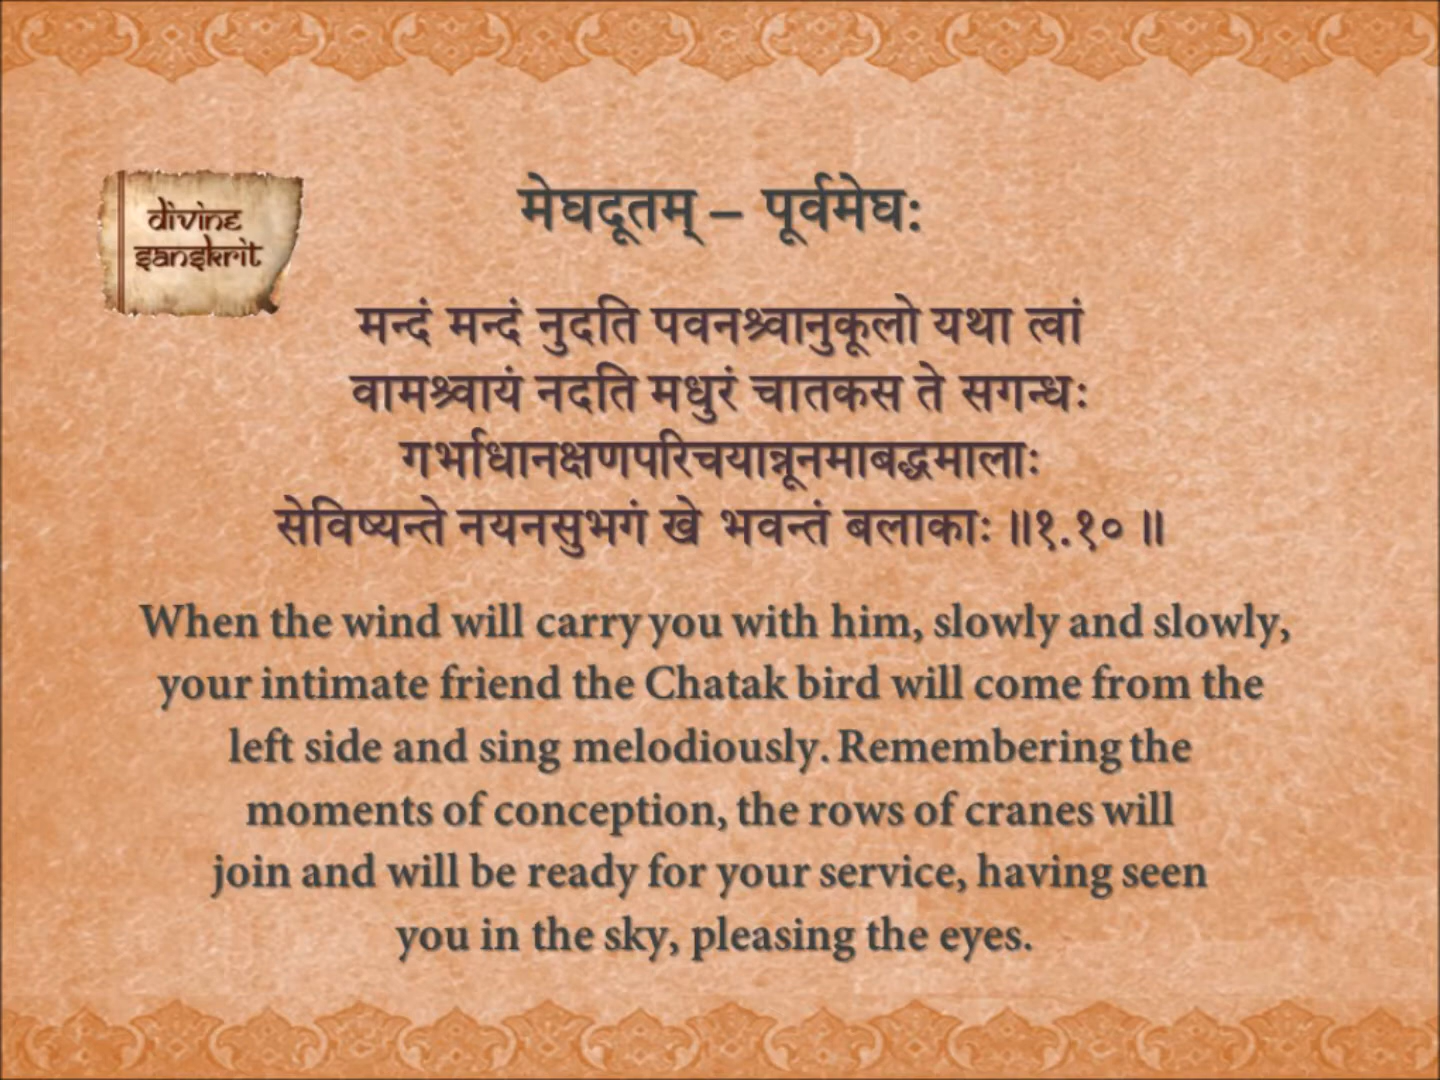 divine
sanskrit
मेघदूतम् – पूर्वमेघः
मन्दं मन्दं नुदति पवनश्चानुकूलो यथा त्वां
वामश्चायं नदति मधुरं चातकस ते सगन्धः
गर्भाधानक्षणपरिचयान्नूनमाबद्धमालाः
सेविष्यन्ते नयनसुभगं खे भवन्तं बलाकाः ॥१.१० ॥
When the wind will carry you with him, slowly and slowly,
your intimate friend the Chatak bird will come from the
left side and sing melodiously. Remembering the
moments of conception, the rows of cranes will
join and will be ready for your service, having seen
you in the sky, pleasing the eyes.